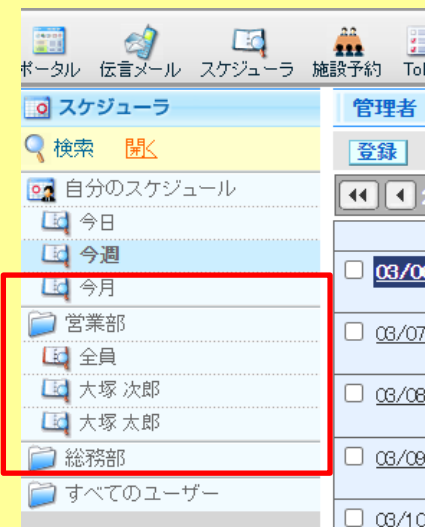 ポータル 伝言メール スケジューラ 施設予約
スケジューラ
検索 開く
自分のスケジュール
今日
今週
今月
営業部
全員
大塚 次郎
大塚 太郎
総務部
すべてのユーザー
管理者
登録
03/0
03/07
03/08
03/09
03/10